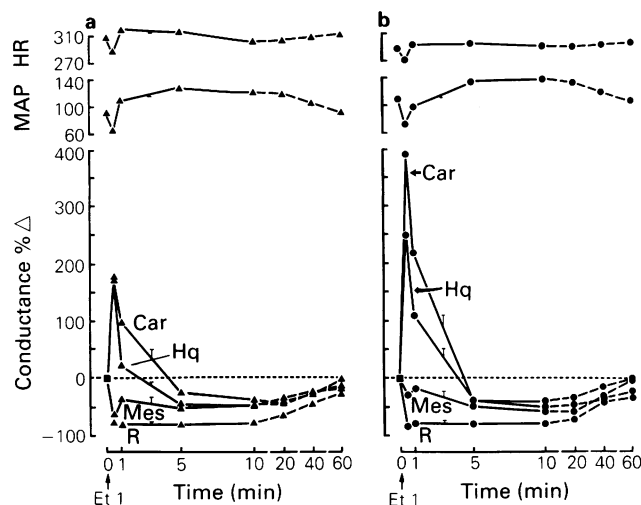 a
b
HR
310
270
MAP
140
100
60
Conductance % Δ
400
300
200
100
0
−100
Car
Hq
Mes
R
Car
Hq
Mes
R
0 1 5 10 20 40 60
0 1 5 10 20 40 60
Et 1
Time (min)
Et 1
Time (min)